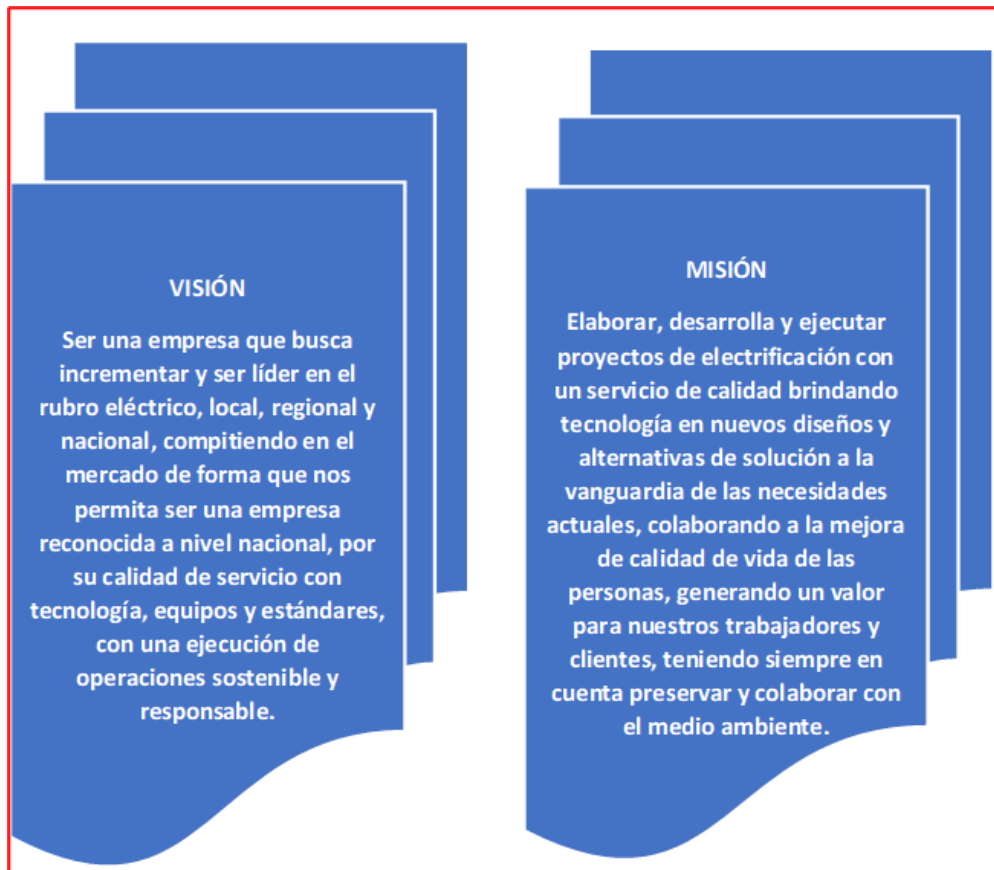 VISIÓN
Ser una empresa que busca
incrementar y ser líder en el
rubro eléctrico, local, regional y
nacional, compitiendo en el
mercado de forma que nos
permita ser una empresa
reconocida a nivel nacional, por
su calidad de servicio con
tecnología, equipos y estándares,
con una ejecución de
operaciones sostenible y
responsable.
MISIÓN
Elaborar, desarrolla y ejecutar
proyectos de electrificación con
un servicio de calidad brindando
tecnología en nuevos diseños y
alternativas de solución a la
vanguardia de las necesidades
actuales, colaborando a la mejora
de calidad de vida de las
personas, generando un valor
para nuestros trabajadores y
clientes, teniendo siempre en
cuenta preservar y colaborar con
el medio ambiente.